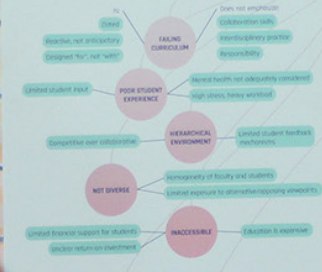 Does not emphasize
Dated
Collaboration skills
Reactive, not anticipatory
FAILING
CURRICULUM
Interdisciplinary practice
Designed "for", not "with"
Responsibility
Limited student input
POOR STUDENT
EXPERIENCE
Mental health not adequately considered
High stress, heavy workload
Competitive over collaborative
HIERARCHICAL
ENVIRONMENT
Limited student feedback
mechanisms
NOT DIVERSE
Homogeneity of faculty and students
Limited exposure to alternative/opposing viewpoints
Limited financial support for students
Unclear return-on-investment
INACCESSIBLE
Education is expensive